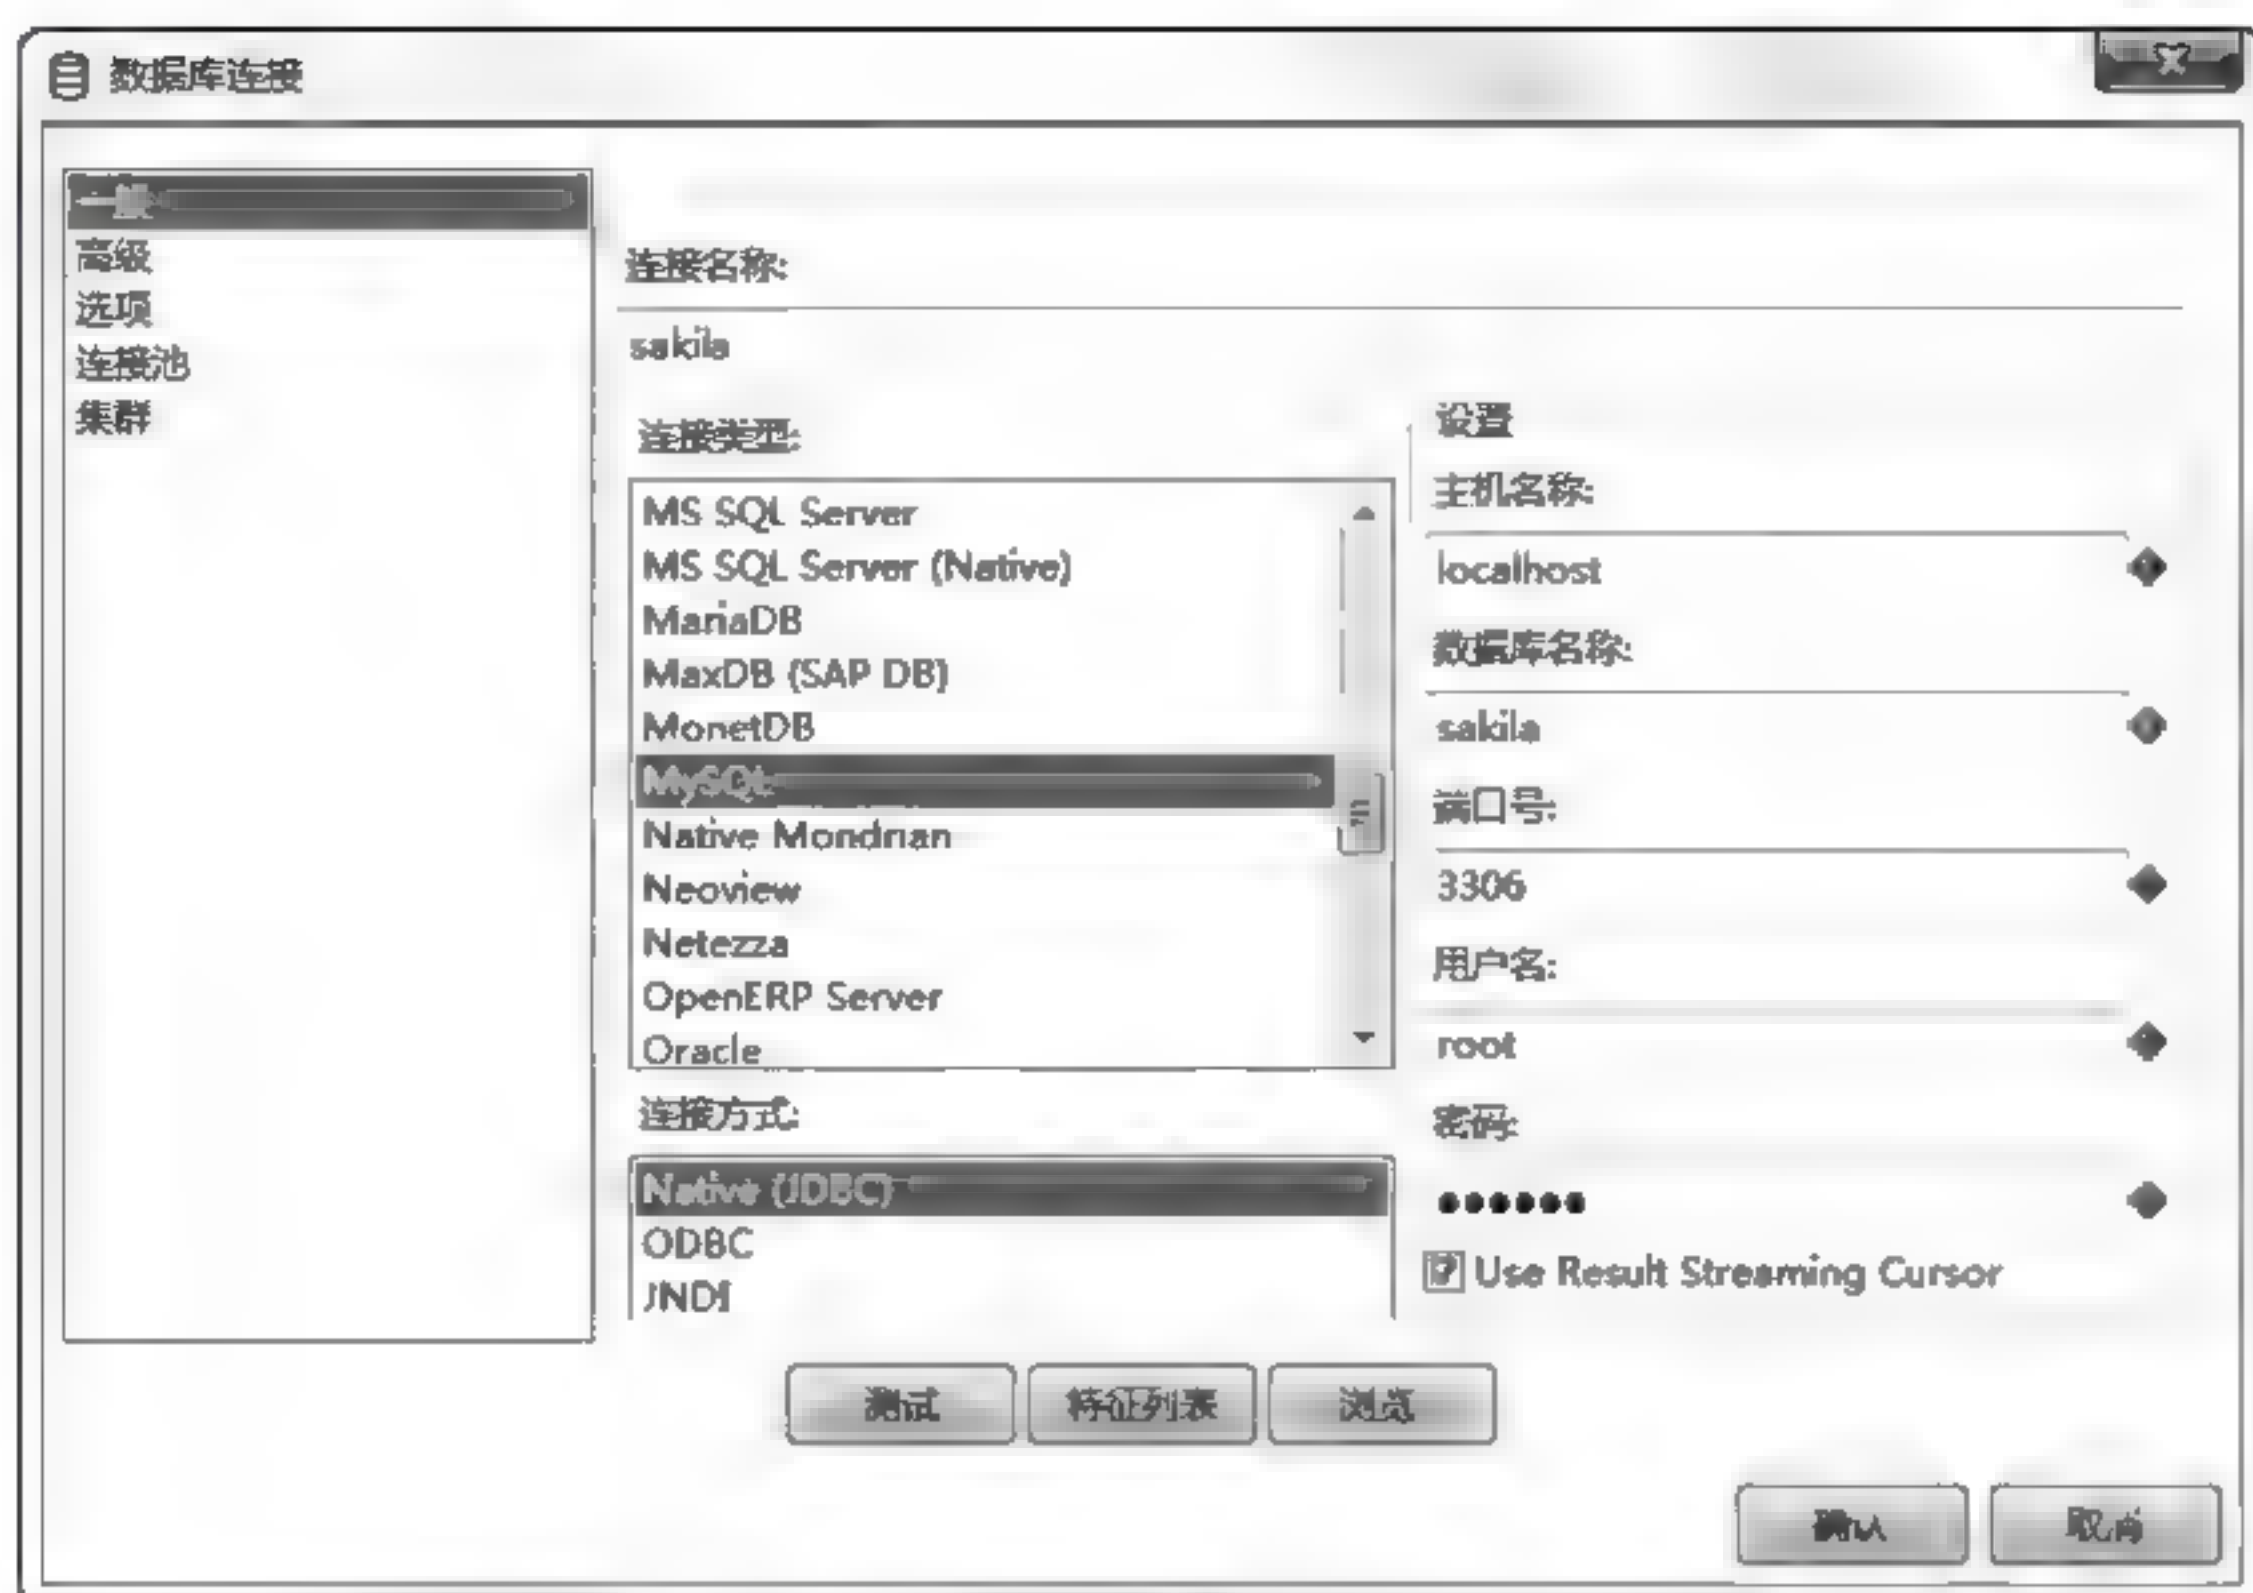 数据库连接
一般
高级
选项
连接池
集群
连接名称:
sakila
连接类型:
MS SQL Server
MS SQL Server (Native)
MariaDB
MaxDB (SAP DB)
MonetDB
MySQL
Native Mondrian
Neoview
Netezza
OpenERP Server
Oracle
连接方式:
Native (JDBC)
ODBC
JNDI
设置
主机名称:
localhost
数据库名称:
sakila
端口号:
3306
用户名:
root
密码:
●●●●●●
Use Result Streaming Cursor
测试 特征列表 浏览
确认 取消